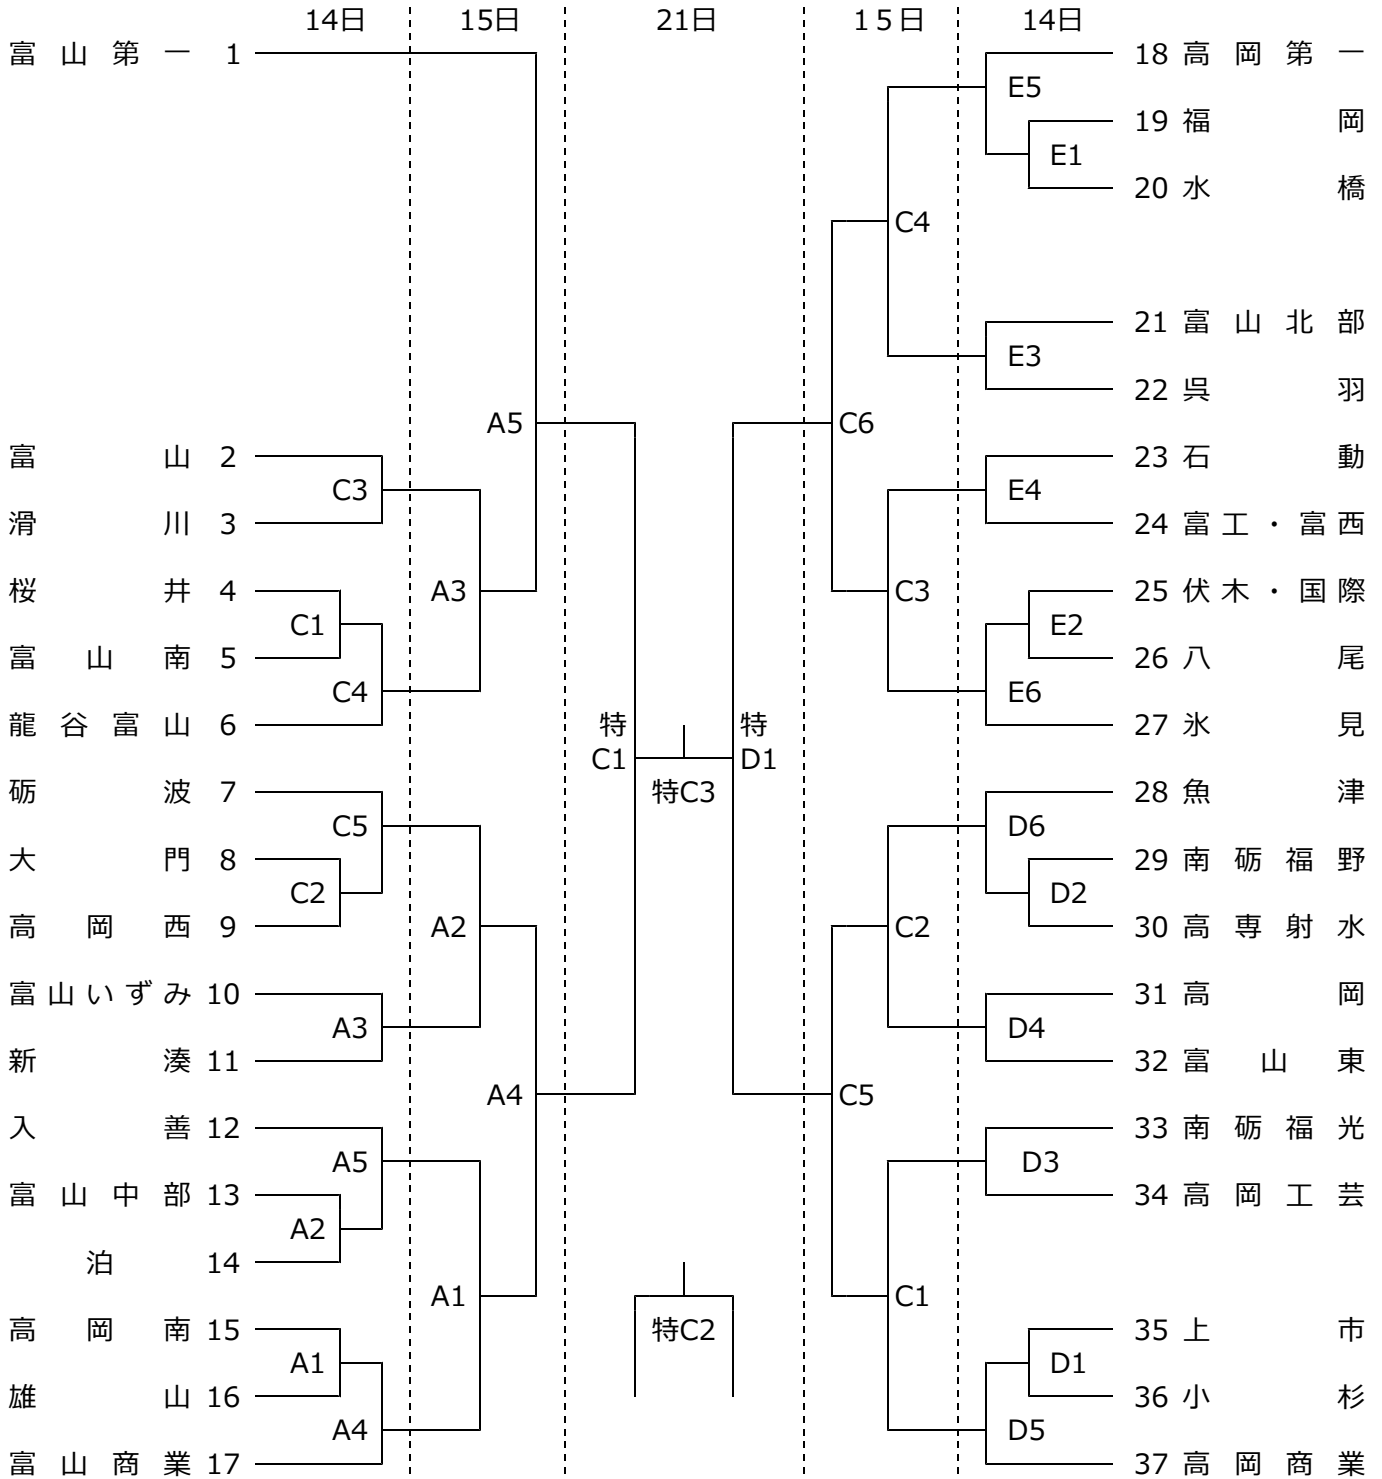 14日 15日 21日 15日 14日
富山第一 1
18 高岡第一
E5
19 福岡
E1
20 水橋
C4
21 富山北部
E3
22 呉羽
A5
C6
富山 2
23 石動
C3
E4
滑川 3
24 富工・富西
桜井 4
A3
C3
25 伏木・国際
C1
E2
富山南 5
26 八尾
C4
E6
龍谷富山 6
特
特
27 氷見
C1
D1
砺波 7
特C3
28 魚津
C5
D6
大門 8
29 南砺福野
C2
D2
高岡西 9
A2
C2
30 高専射水
富山いずみ 10
31 高岡
A3
D4
新湊 11
32 富山東
A4
C5
入善 12
33 南砺福光
A5
D3
富山中部 13
34 高岡工芸
A2
泊 14
A1
C1
高岡南 15
特C2
35 上市
A1
D1
雄山 16
36 小杉
A4
D5
富山商業 17
37 高岡商業